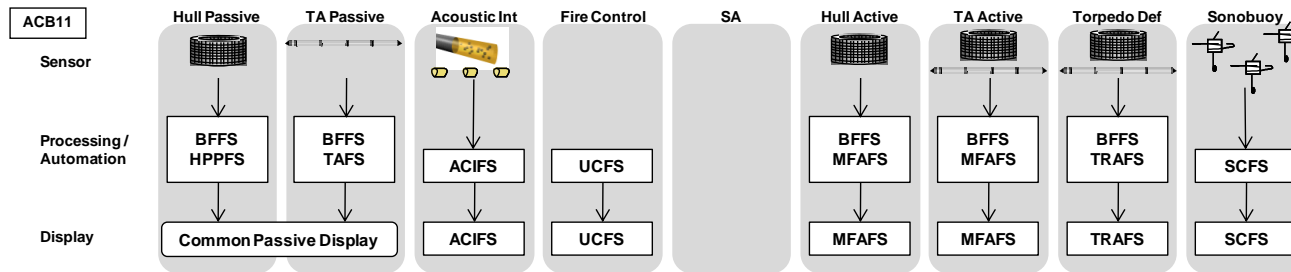 ACB11
Hull Passive TA Passive Acoustic Int Fire Control SA Hull Active TA Active Torpedo Def Sonobuoy
Sensor
Processing / Automation
BFFS HPPFS
BFFS TAFS
ACIFS
UCFS
BFFS MFAFS
BFFS MFAFS
BFFS TRAFS
SCFS
Display
Common Passive Display
ACIFS
UCFS
MFAFS
MFAFS
TRAFS
SCFS